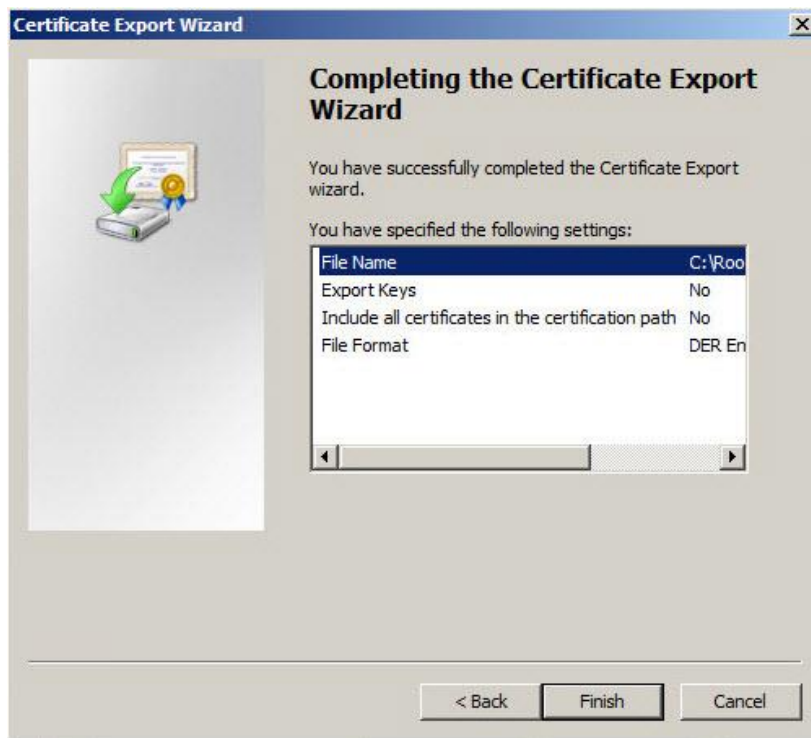 Certificate Export Wizard
Completing the Certificate Export
Wizard
You have successfully completed the Certificate Export
wizard.
You have specified the following settings:
File Name C:\Roo
Export Keys No
Include all certificates in the certification path No
File Format DER En
< Back Finish Cancel